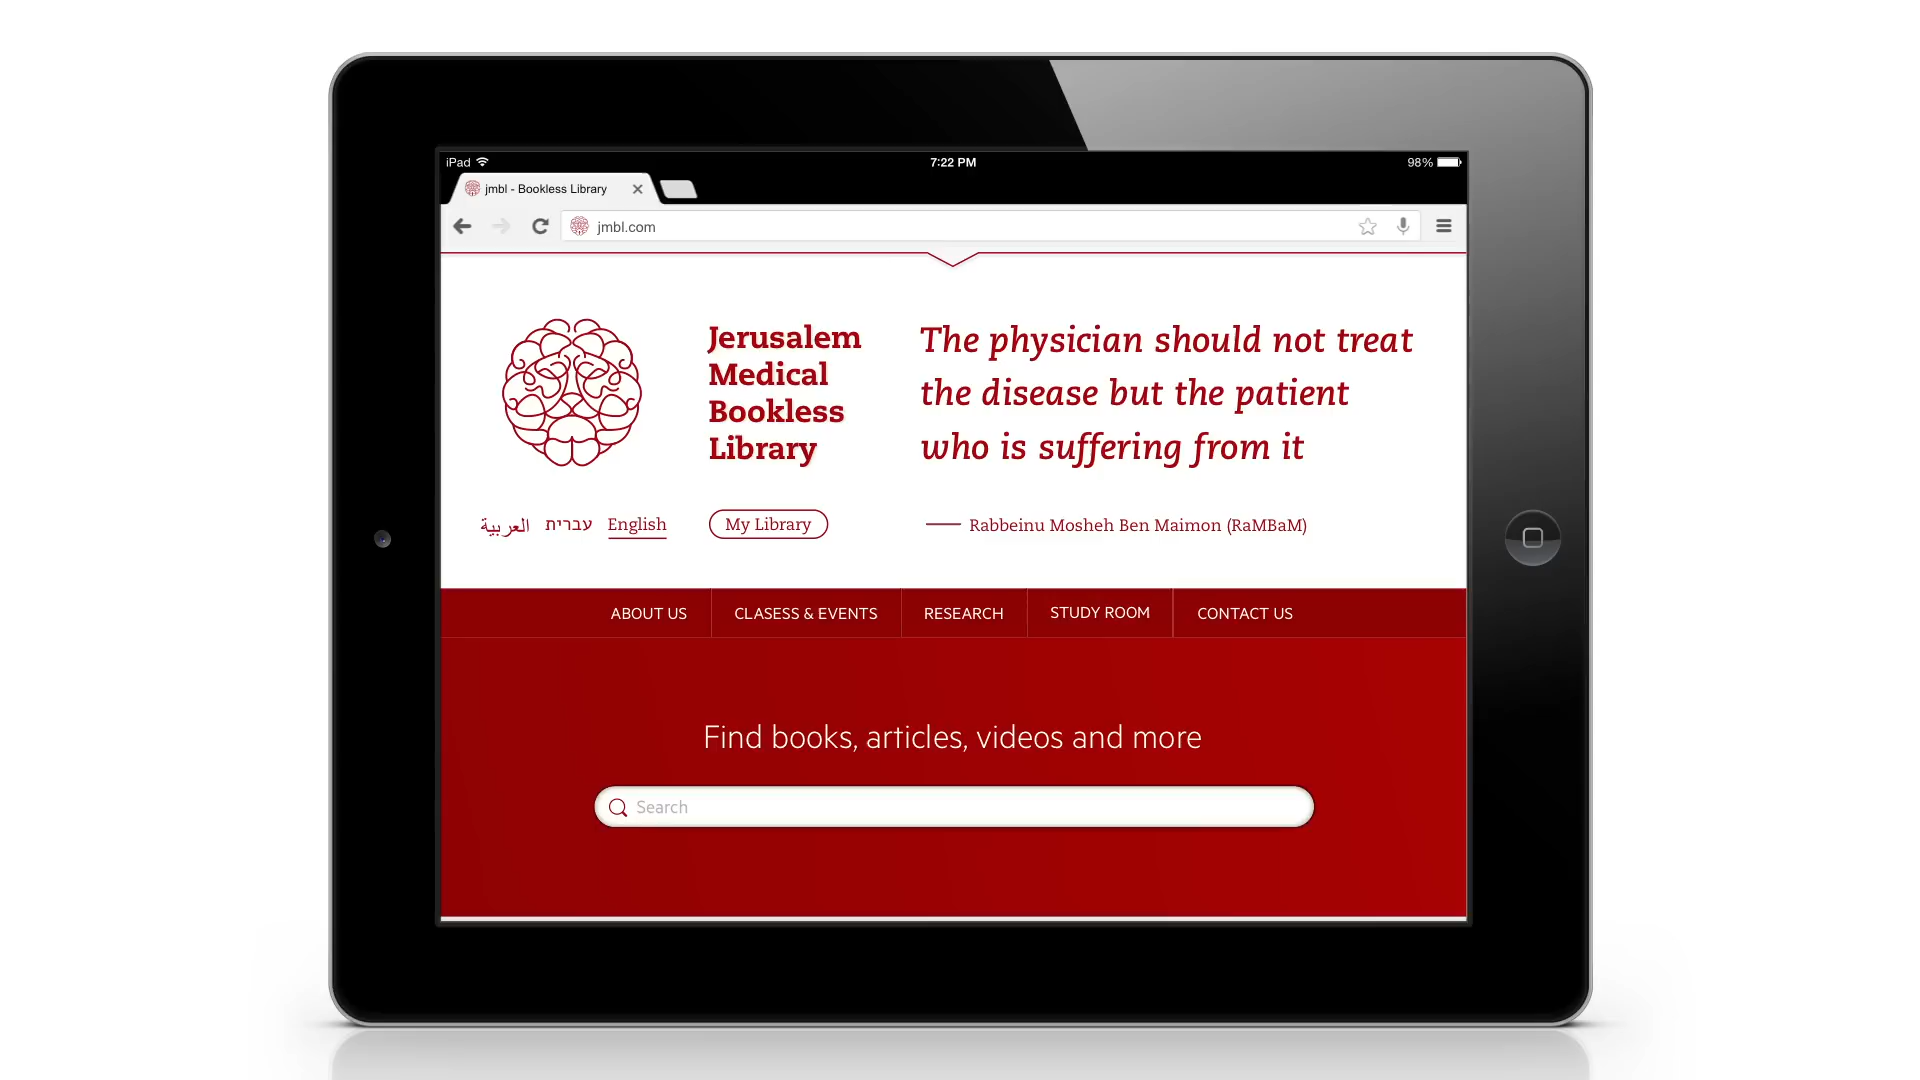 iPad 7:22 PM 98%
jmbl - Bookless Library
jmbl.com
Jerusalem
Medical
Bookless
Library
The physician should not treat
the disease but the patient
who is suffering from it
العربية עברית English
My Library
Rabbeinu Mosheh Ben Maimon (RaMBaM)
ABOUT US CLASESS & EVENTS RESEARCH STUDY ROOM CONTACT US
Find books, articles, videos and more
Search